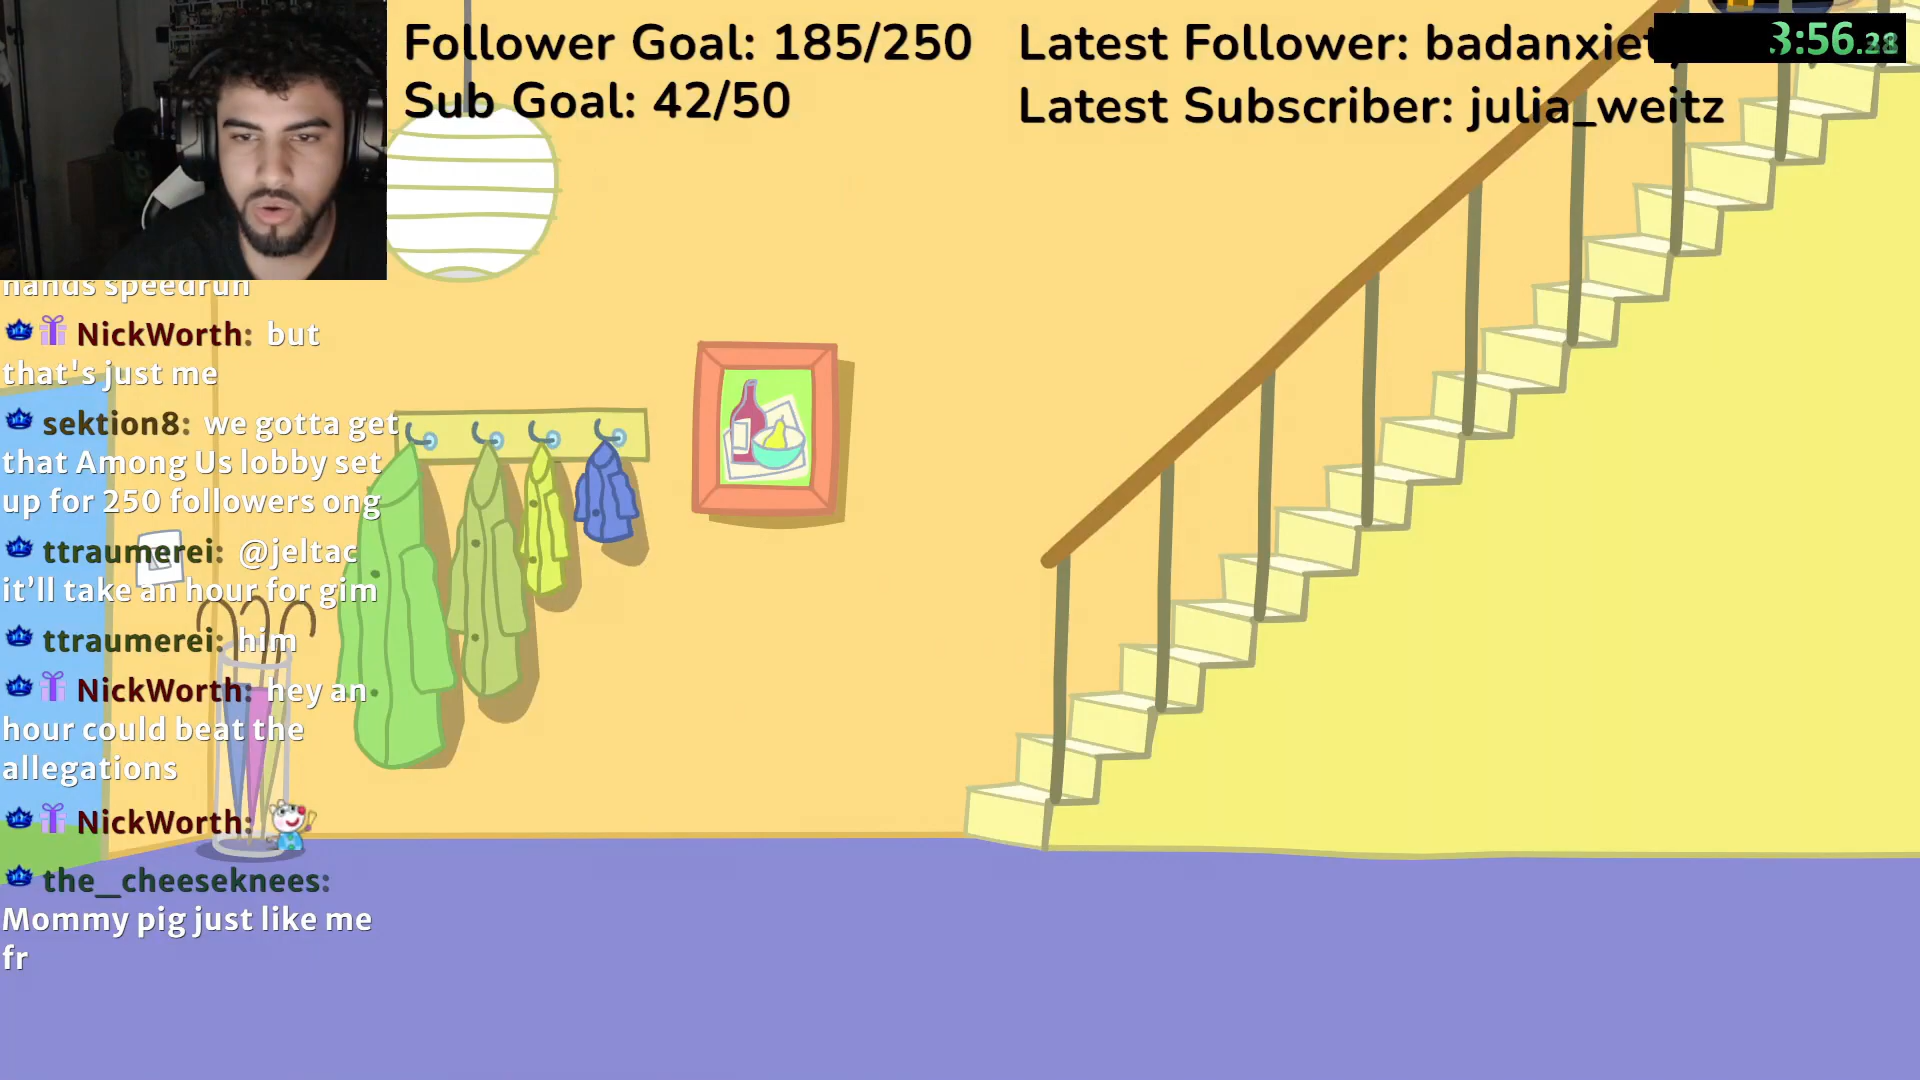 Follower Goal: 185/250
Sub Goal: 42/50
Latest Follower: badanxiet
Latest Subscriber: julia_weitz
3:56.28
hands speedrun
NickWorth: but
that's just me
sektion8: we gotta get
that Among Us lobby set
up for 250 followers ong
ttraumerei: @jeltac
it’ll take an hour for gim
ttraumerei: him
NickWorth: hey an
hour could beat the
allegations
NickWorth:
the__cheeseknees:
Mommy pig just like me
fr